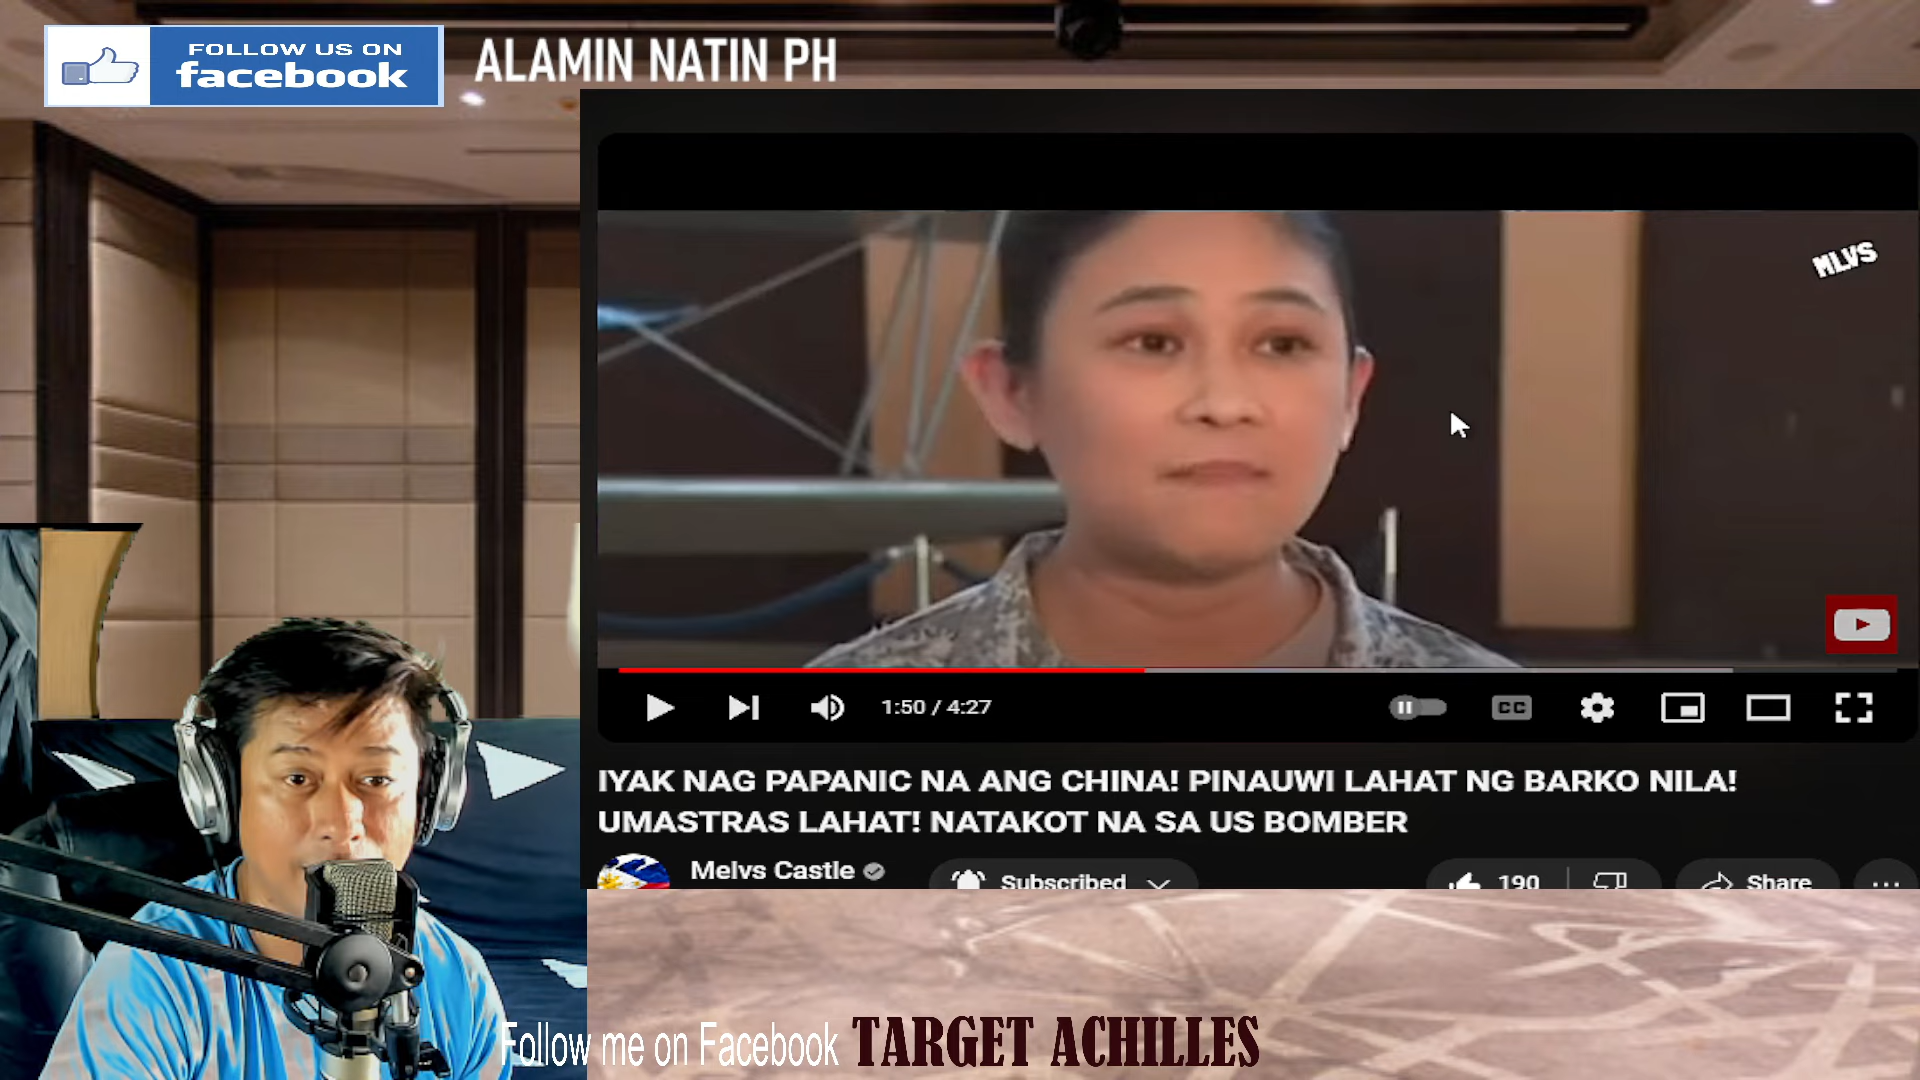 FOLLOW US ON
facebook
ALAMIN NATIN PH
MLVS
1:50 / 4:27
CC
IYAK NAG PAPANIC NA ANG CHINA! PINAUWI LAHAT NG BARKO NILA!
UMASTRAS LAHAT! NATAKOT NA SA US BOMBER
Melvs Castle
Subscribed
190
Share
Follow me on Facebook TARGET ACHILLES